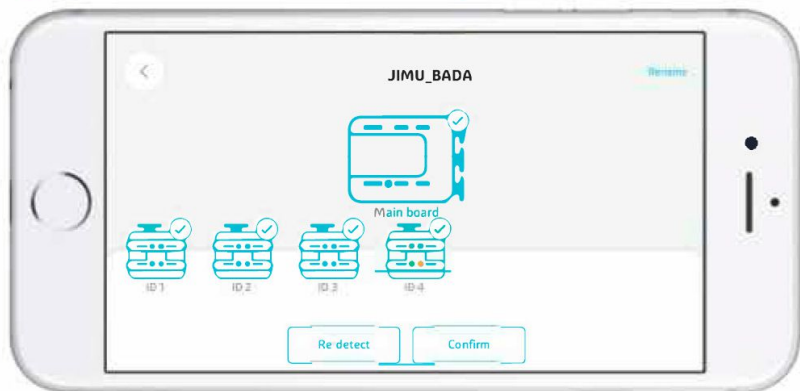 JIMU_BADA
Rename
Main board
ID 1
ID 2
ID 3
ID 4
Re detect
Confirm